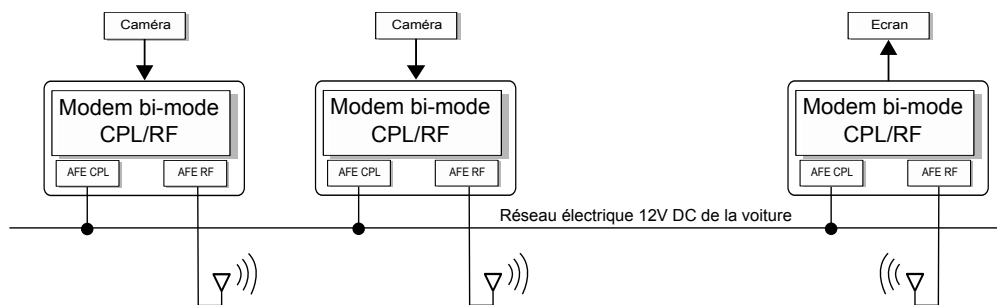 Caméra
Caméra
Ecran
Modem bi-mode
CPL/RF
Modem bi-mode
CPL/RF
Modem bi-mode
CPL/RF
AFE CPL
AFE RF
AFE CPL
AFE RF
AFE CPL
AFE RF
Réseau électrique 12V DC de la voiture